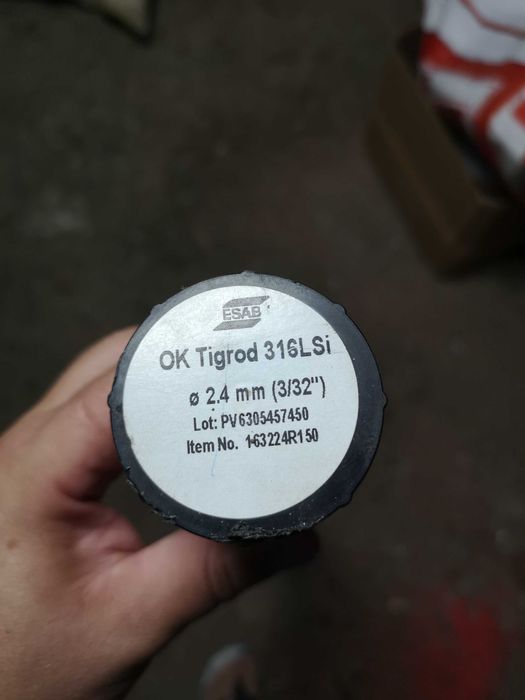 ESAB
OK Tigrod 316LSi
ø 2.4 mm (3/32")
Lot: PV6305457450
Item No. 163224R150